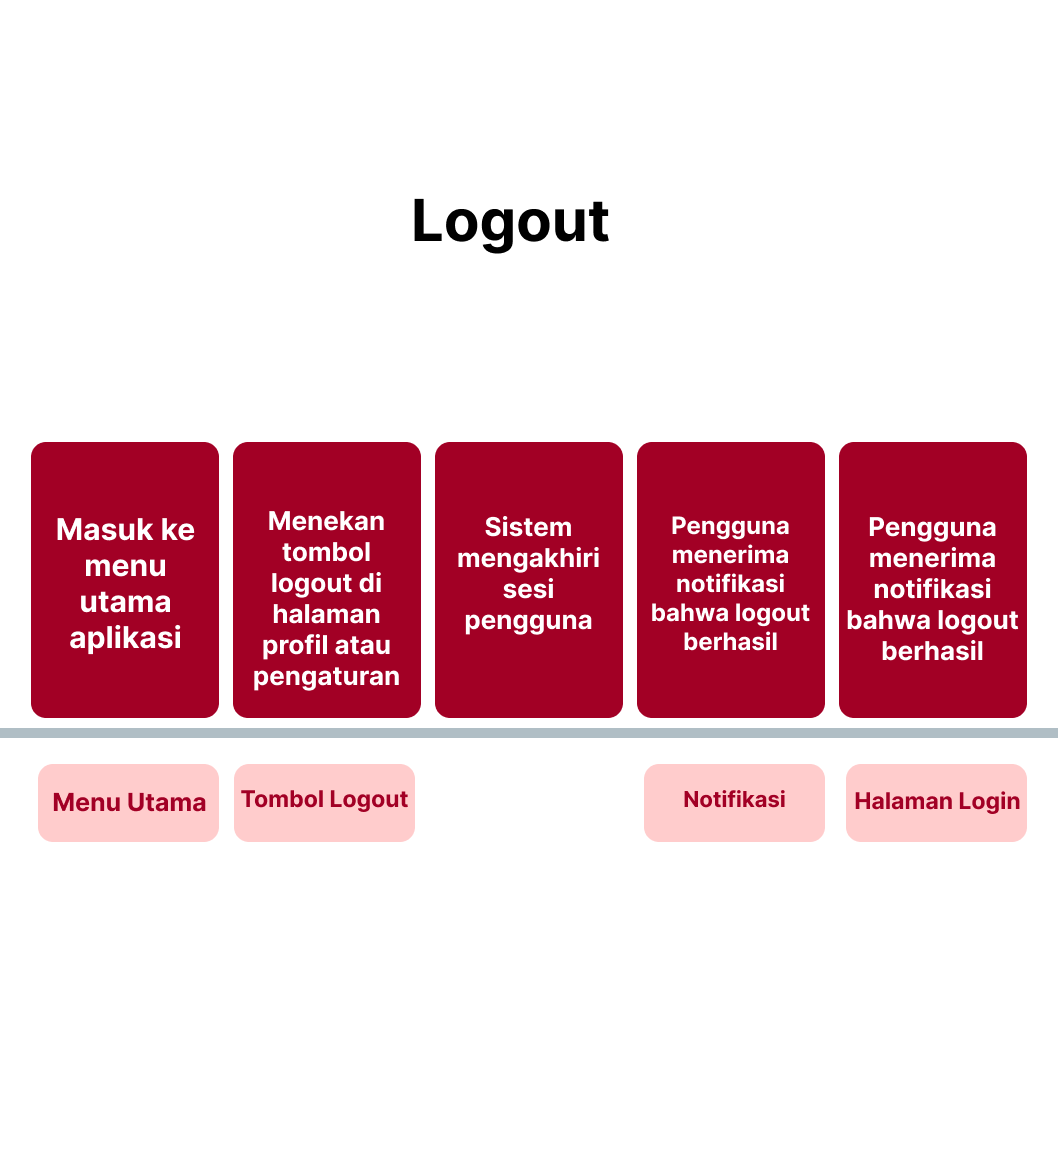 Logout
Masuk ke
menu
utama
aplikasi
Menekan
tombol
logout di
halaman
profil atau
pengaturan
Sistem
mengakhiri
sesi
pengguna
Pengguna
menerima
notifikasi
bahwa logout
berhasil
Pengguna
menerima
notifikasi
bahwa logout
berhasil
Menu Utama
Tombol Logout
Notifikasi
Halaman Login